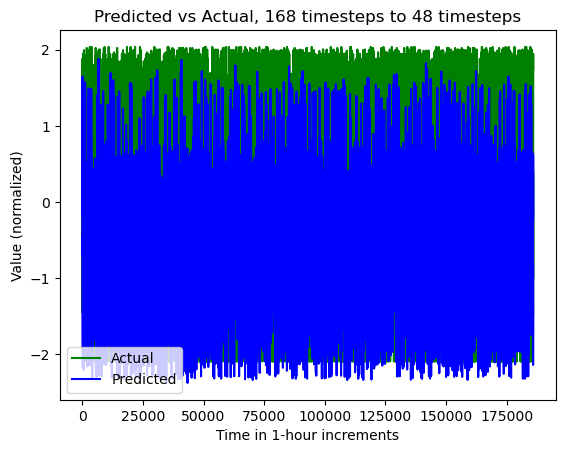 Predicted vs Actual, 168 timesteps to 48 timesteps
2
1
0
−1
−2
Value (normalized)
Actual
Predicted
0 25000 50000 75000 100000 125000 150000 175000
Time in 1-hour increments